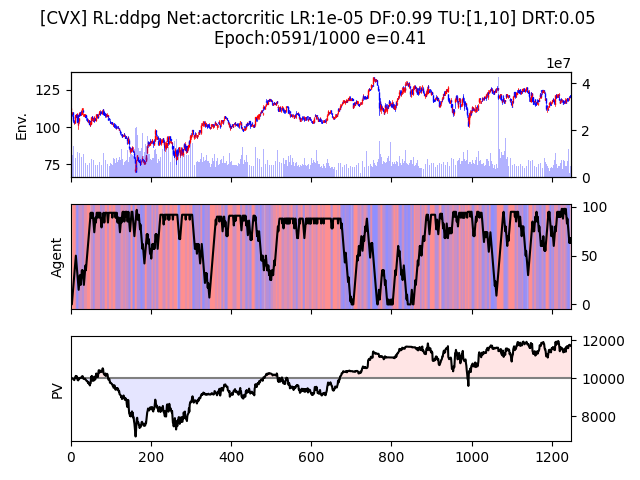 [CVX] RL:ddpg Net:actorcritic LR:1e-05 DF:0.99 TU:[1,10] DRT:0.05
Epoch:0591/1000 e=0.41
1e7
Env.
125
100
75
4
2
0
Agent
100
50
0
PV
12000
10000
8000
0 200 400 600 800 1000 1200